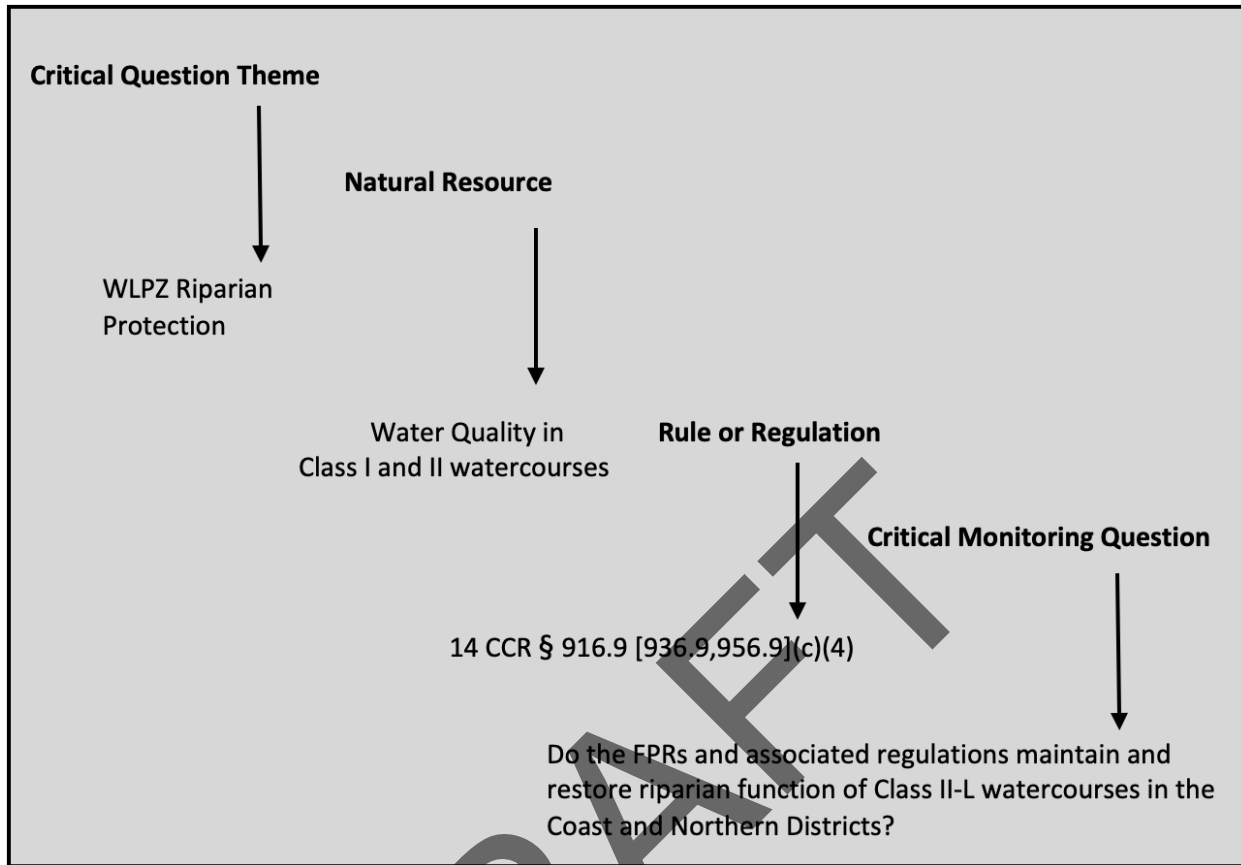 Critical Question Theme
Natural Resource
WLPZ Riparian
Protection
Water Quality in
Class I and II watercourses
Rule or Regulation
Critical Monitoring Question
14 CCR § 916.9 [936.9,956.9](c)(4)
Do the FPRs and associated regulations maintain and
restore riparian function of Class II-L watercourses in the
Coast and Northern Districts?
DRAFT